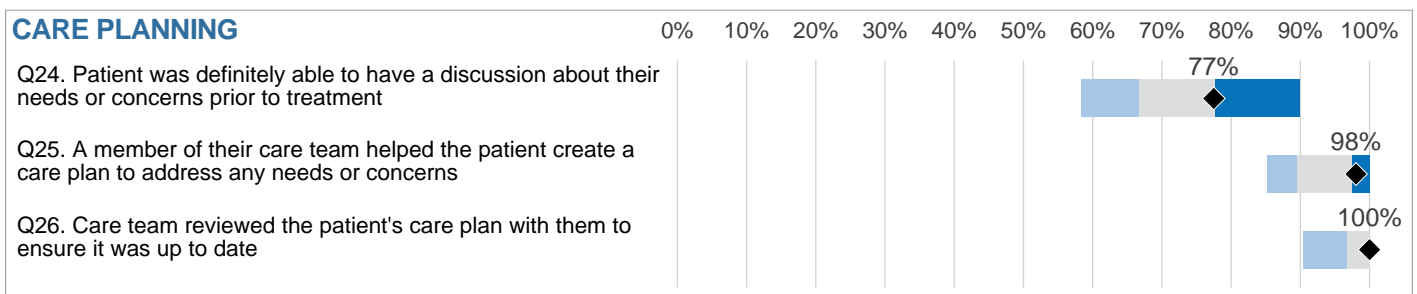 CARE PLANNING
0% 10% 20% 30% 40% 50% 60% 70% 80% 90% 100%
Q24. Patient was definitely able to have a discussion about their
needs or concerns prior to treatment
77%
Q25. A member of their care team helped the patient create a
care plan to address any needs or concerns
98%
Q26. Care team reviewed the patient's care plan with them to
ensure it was up to date
100%